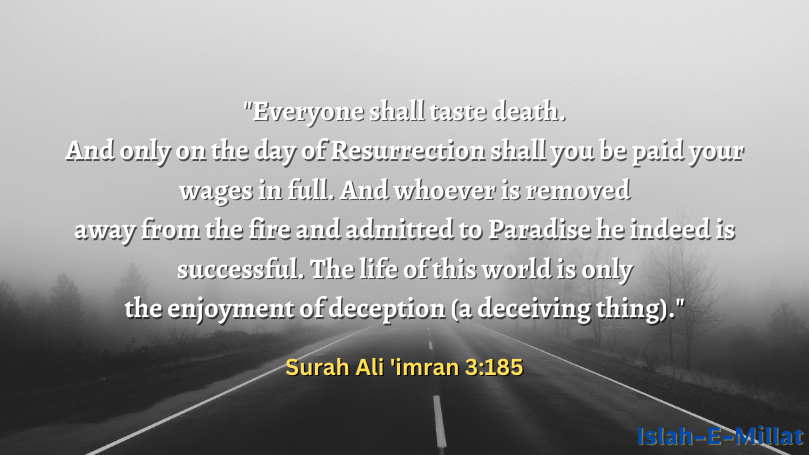 "Everyone shall taste death.
And only on the day of Resurrection shall you be paid your
wages in full. And whoever is removed
away from the fire and admitted to Paradise he indeed is
successful. The life of this world is only
the enjoyment of deception (a deceiving thing)."
Surah Ali 'imran 3:185
Islah-E-Millat